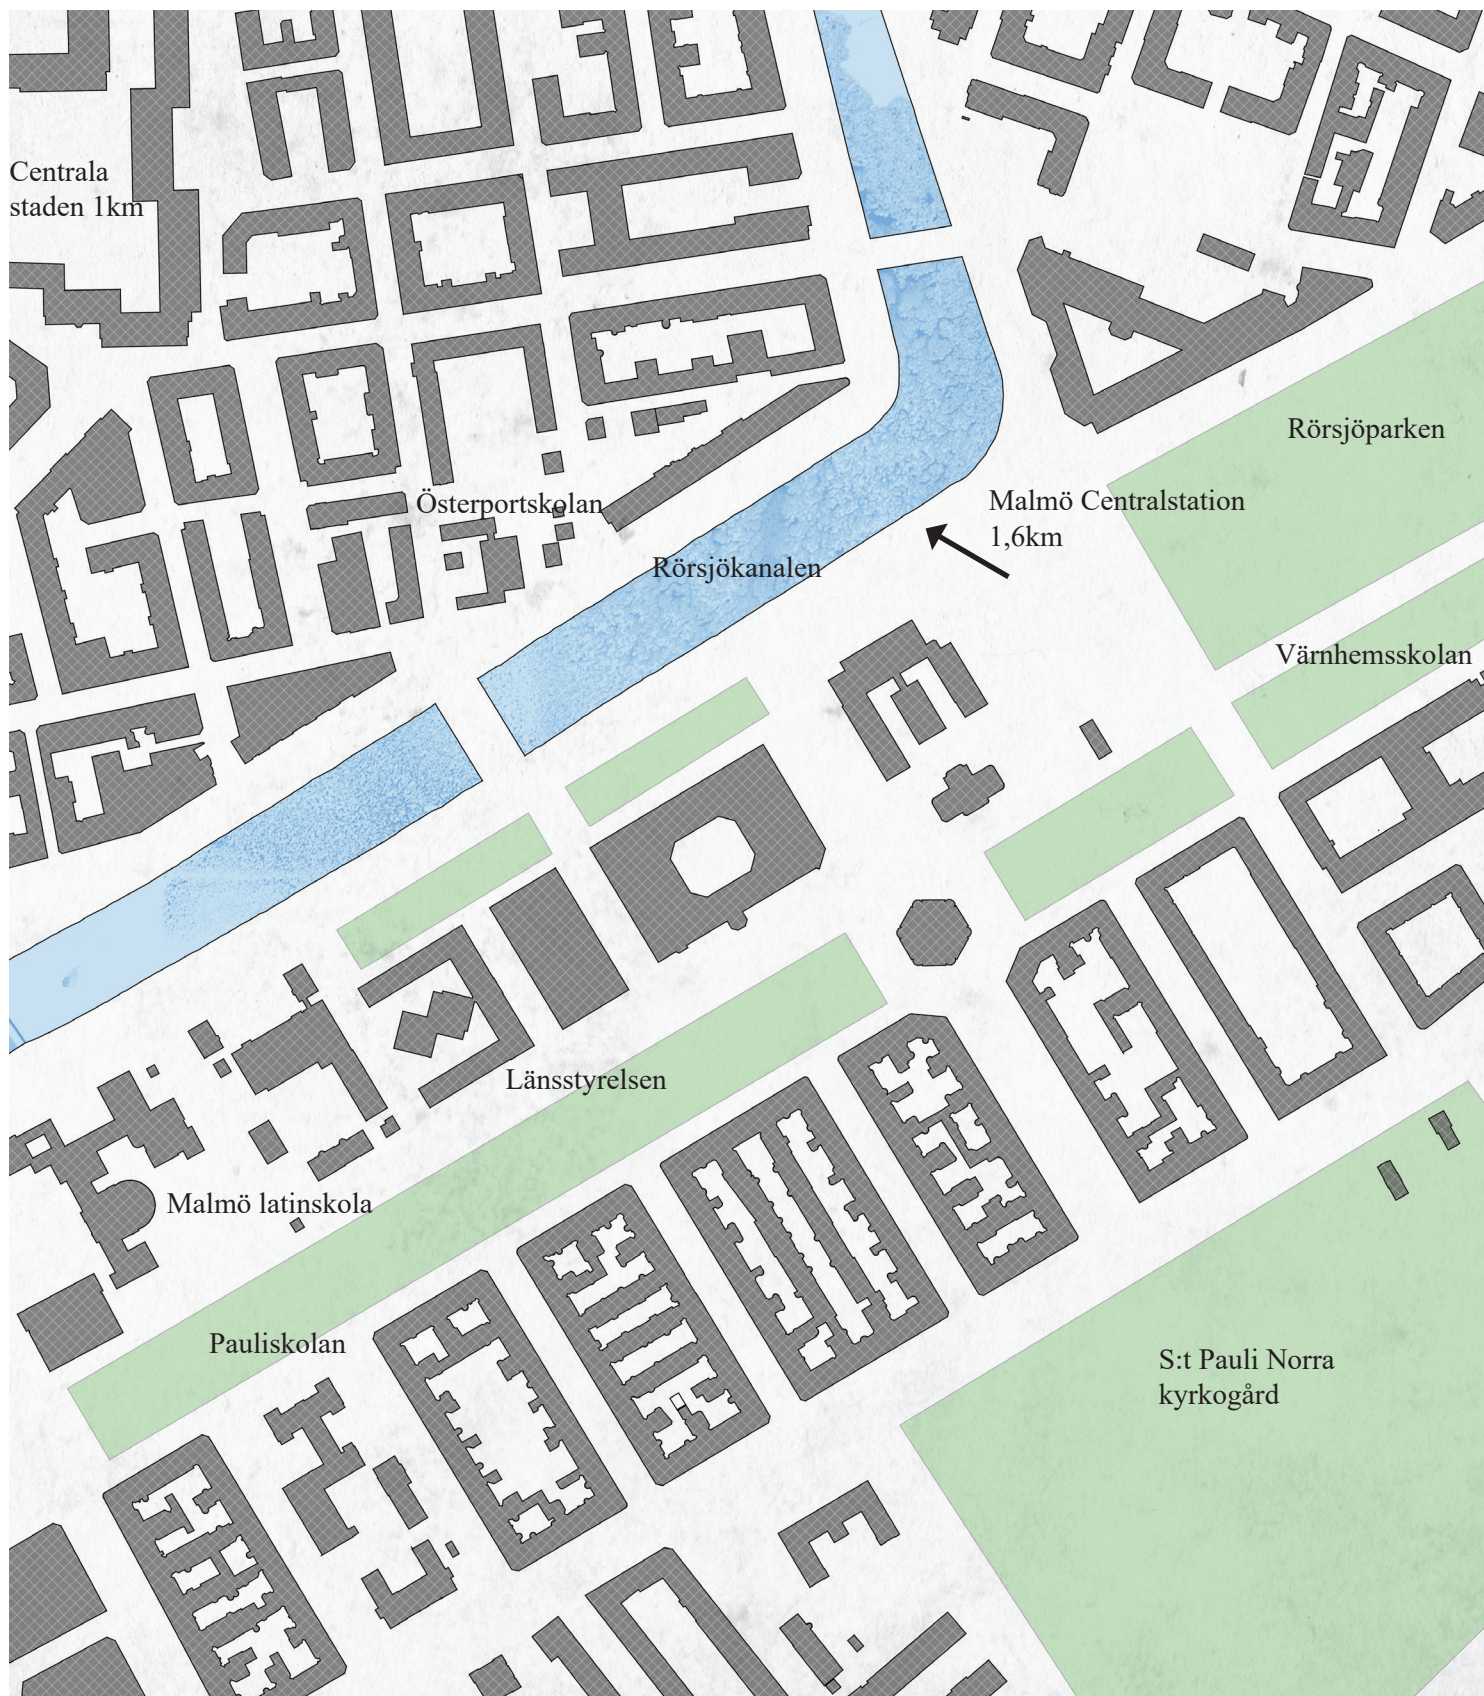 Centrala
staden 1km
Rörsjöparken
Österportskolan
Malmö Centralstation
1,6km
Rörsjökanalen
Värnhemsskolan
Länsstyrelsen
Malmö latinskola
Pauliskolan
S:t Pauli Norra
kyrkogård